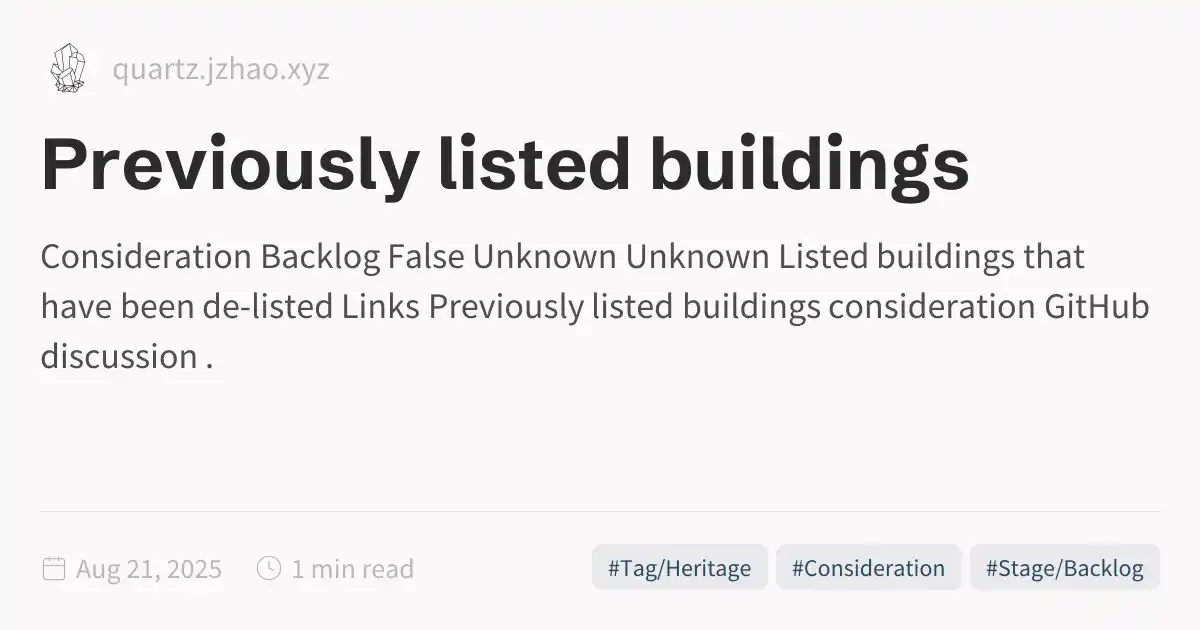 quartz.jzhao.xyz
Previously listed buildings
Consideration Backlog False Unknown Unknown Listed buildings that
have been de-listed Links Previously listed buildings consideration GitHub
discussion .
Aug 21, 2025 1 min read #Tag/Heritage #Consideration #Stage/Backlog